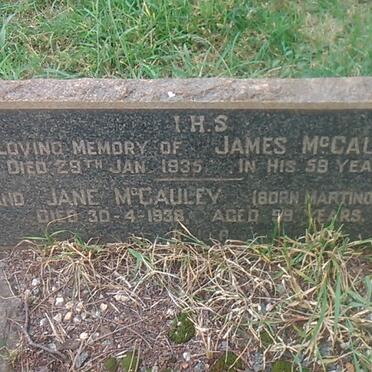 I.H.S
LOVING MEMORY OF JAMES McCAU
DIED 29TH JAN. 1935 IN HIS 59 YEA
AND JANE McCAULEY (BORN MARTINO
DIED 30-4-1938 AGED YEARS.